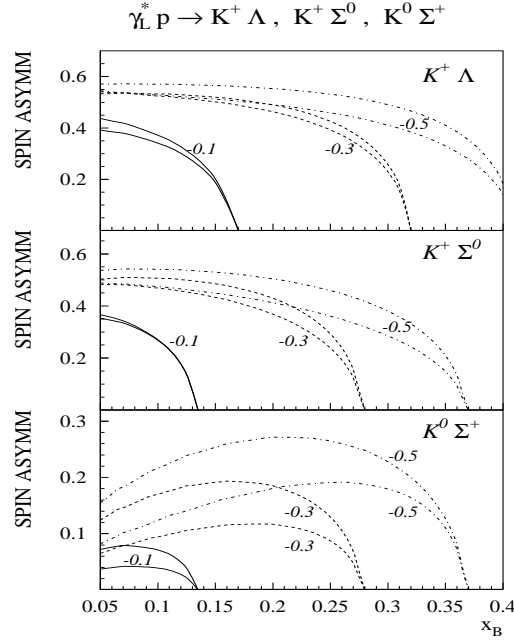 γ*_L p → K⁺ Λ , K⁺ Σ⁰ , K⁰ Σ⁺
SPIN ASYMM
0.6
0.4
0.2
K⁺ Λ
-0.1
-0.3
-0.5
SPIN ASYMM
0.6
0.4
0.2
K⁺ Σ⁰
-0.1
-0.3
-0.5
SPIN ASYMM
0.3
0.2
0.1
K⁰ Σ⁺
-0.5
-0.5
-0.3
-0.3
-0.1
0.05 0.1 0.15 0.2 0.25 0.3 0.35 0.4
x_B